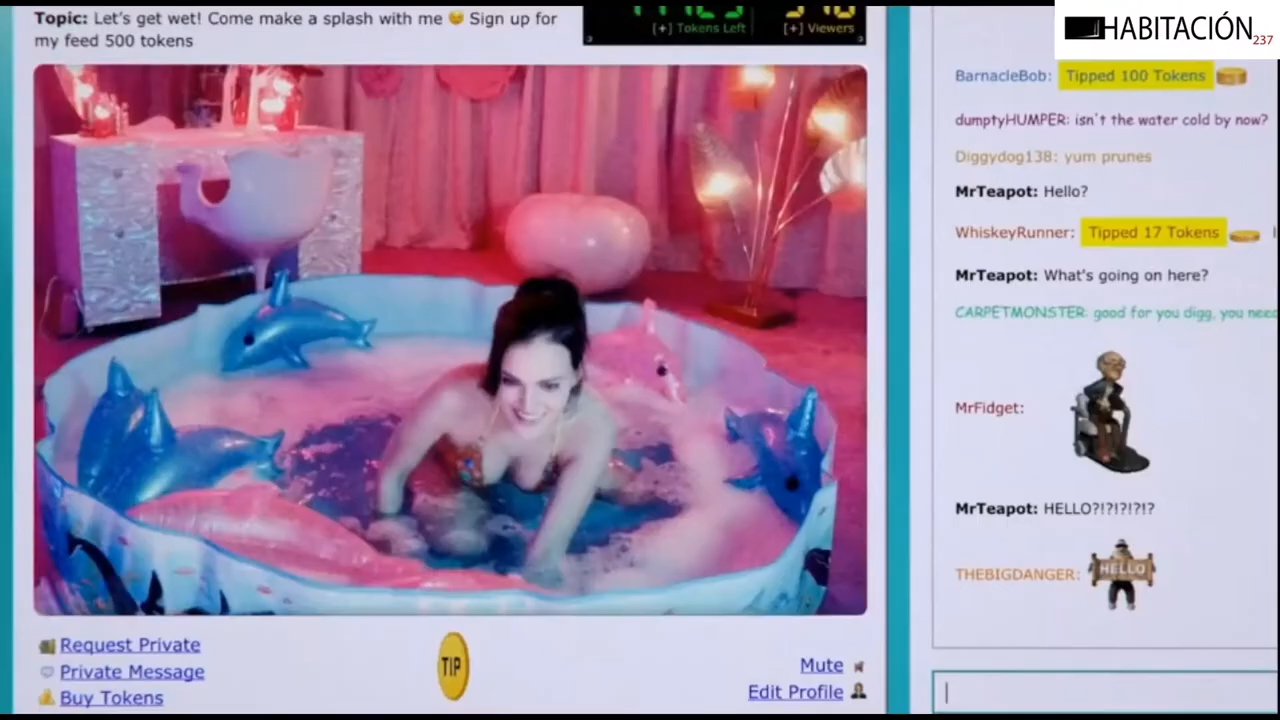 Topic: Let's get wet! Come make a splash with me 😉 Sign up for
my feed 500 tokens
[+] Tokens Left
[+] Viewers
HABITACIÓN
237
BarnacleBob: Tipped 100 Tokens
dumptyHUMPER: isn't the water cold by now?
Diggydog138: yum prunes
MrTeapot: Hello?
WhiskeyRunner: Tipped 17 Tokens
MrTeapot: What's going on here?
CARPETMONSTER: good for you digg, you need
MrFidget:
MrTeapot: HELLO?!?!?!?!?
THEBIGDANGER: HELLO
Request Private
Private Message
Buy Tokens
TIP
Mute
Edit Profile